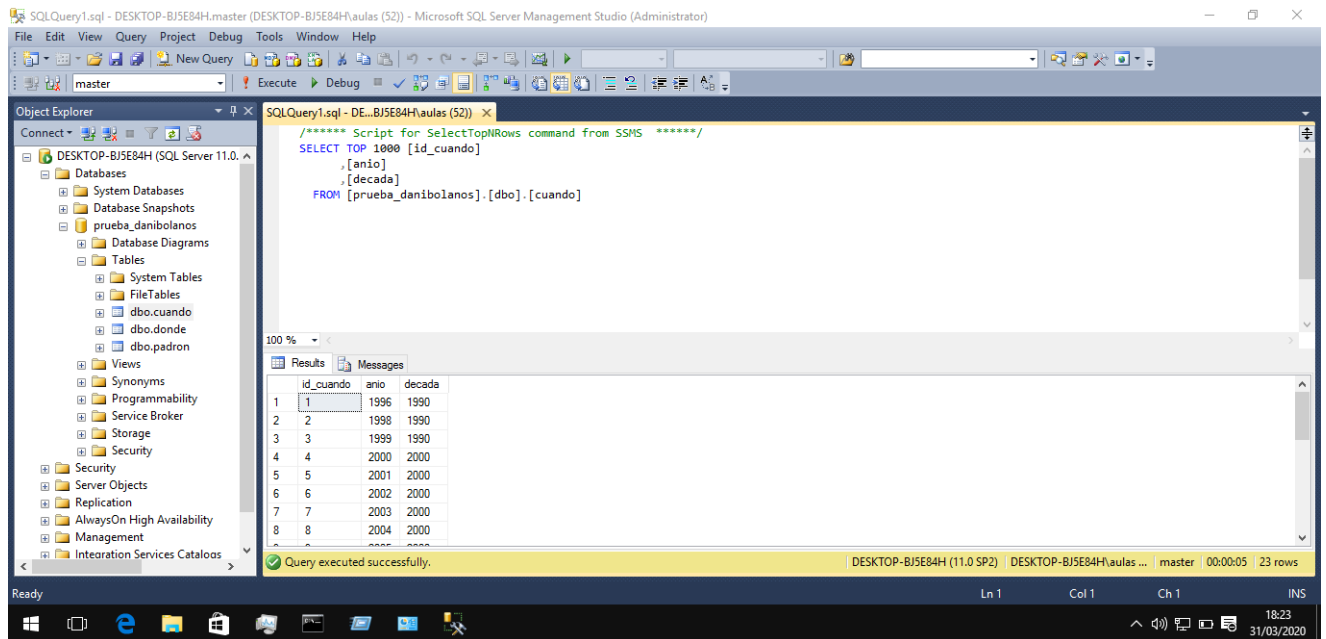 SQLQuery1.sql - DESKTOP-BJ5E84H.master (DESKTOP-BJ5E84H\aulas (52)) - Microsoft SQL Server Management Studio (Administrator)
File Edit View Query Project Debug Tools Window Help
New Query
master Execute Debug
Object Explorer
Connect
DESKTOP-BJ5E84H (SQL Server 11.0.
Databases
System Databases
Database Snapshots
prueba_danibolanos
Database Diagrams
Tables
System Tables
FileTables
dbo.cuando
dbo.donde
dbo.padron
Views
Synonyms
Programmability
Service Broker
Storage
Security
Security
Server Objects
Replication
AlwaysOn High Availability
Management
Integration Services Catalogs
SQLQuery1.sql - DE...BJ5E84H\aulas (52))
/****** Script for SelectTopNRows command from SSMS ******/
SELECT TOP 1000 [id_cuando]
,[anio]
,[decada]
FROM [prueba_danibolanos].[dbo].[cuando]
100 %
Results Messages
id_cuando anio decada
1 1 1996 1990
2 2 1998 1990
3 3 1999 1990
4 4 2000 2000
5 5 2001 2000
6 6 2002 2000
7 7 2003 2000
8 8 2004 2000
Query executed successfully. DESKTOP-BJ5E84H (11.0 SP2) DESKTOP-BJ5E84H\aulas ... master 00:00:05 23 rows
Ready Ln 1 Col 1 Ch 1 INS
18:23
31/03/2020